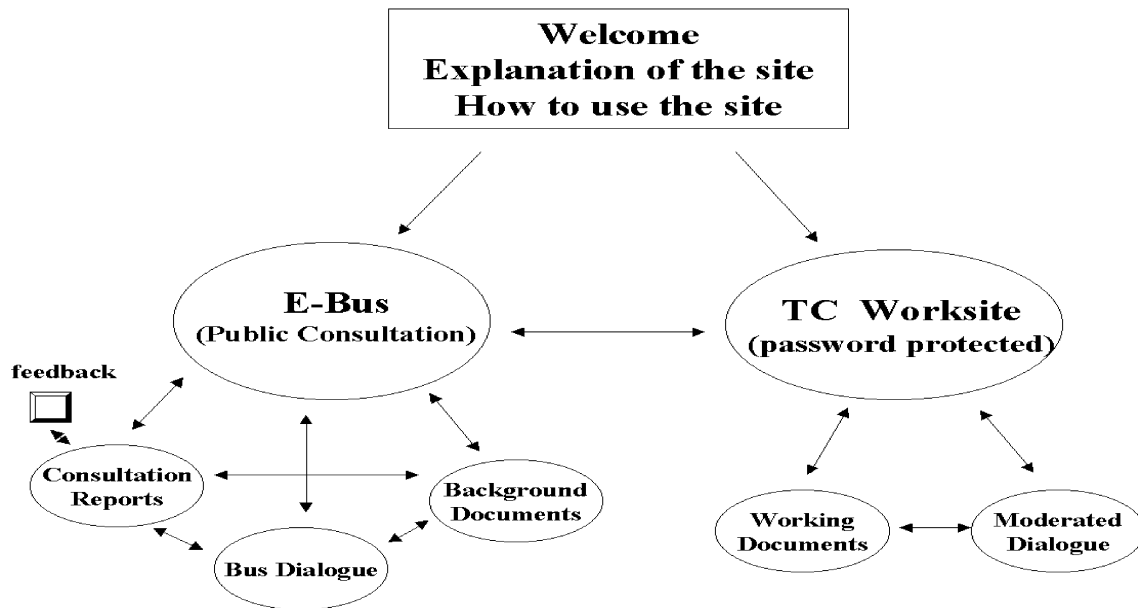 Welcome
Explanation of the site
How to use the site
E-Bus
(Public Consultation)
TC Worksite
(password protected)
feedback
Consultation
Reports
Background
Documents
Bus Dialogue
Working
Documents
Moderated
Dialogue